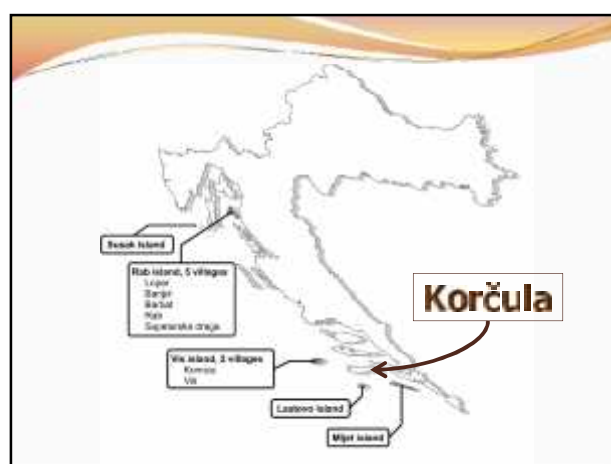 Susak Island
Rab island, 5 villages
Lopar
Banjol
Barbat
Rab
Supetarska draga
Korčula
Vis island, 2 villages
Komiza
Vis
Lastovo Island
Mljet island